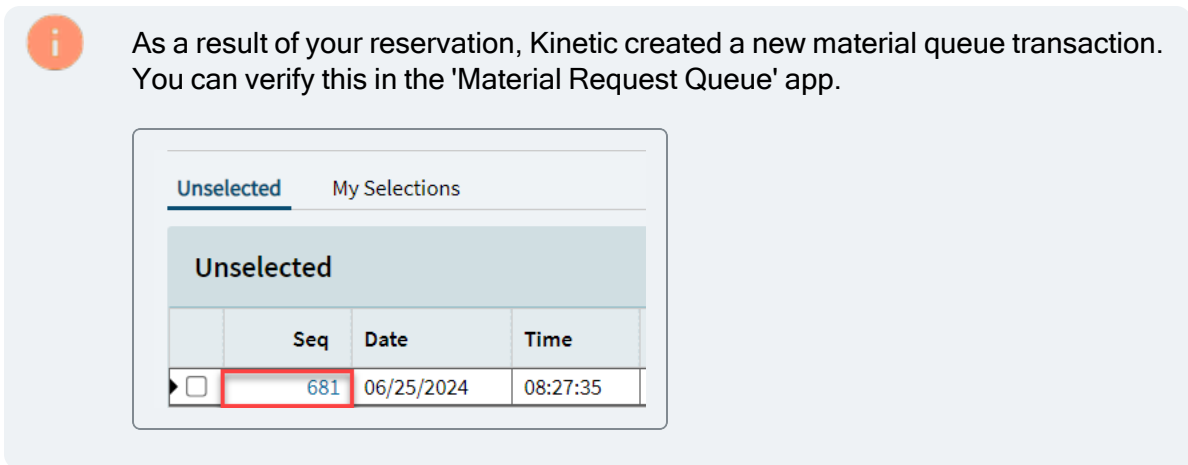 i
As a result of your reservation, Kinetic created a new material queue transaction.
You can verify this in the 'Material Request Queue' app.
Unselected My Selections
Unselected
Seq Date Time
681 06/25/2024 08:27:35